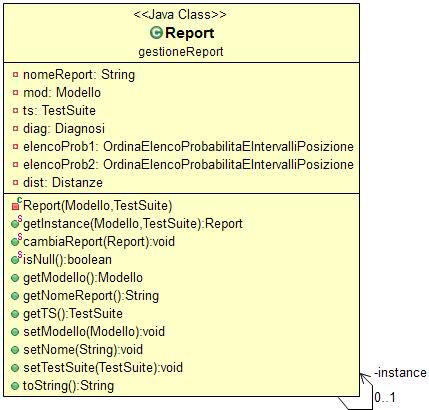 <<Java Class>>
Report
gestioneReport
nomeReport: String
mod: Modello
ts: TestSuite
diag: Diagnosi
elencoProb1: OrdinaElencoProbabilitaEIntervalliPosizione
elencoProb2: OrdinaElencoProbabilitaEIntervalliPosizione
dist: Distanze
Report(Modello,TestSuite)
getInstance(Modello,TestSuite):Report
cambiaReport(Report):void
isNull():boolean
getModello():Modello
getNomeReport():String
getTS():TestSuite
setModello(Modello):void
setNome(String):void
setTestSuite(TestSuite):void
toString():String
-instance
0..1